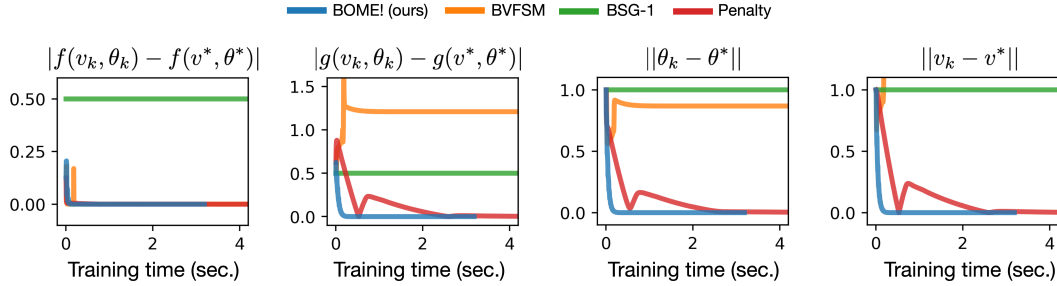 BOME! (ours) BVFSM BSG-1 Penalty
|f(v_k, θ_k) − f(v*, θ*)| |g(v_k, θ_k) − g(v*, θ*)| ||θ_k − θ*|| ||v_k − v*||
0.50
0.25
0.00
0 2 4
Training time (sec.)
1.5
1.0
0.5
0.0
0 2 4
Training time (sec.)
1.0
0.5
0.0
0 2 4
Training time (sec.)
1.0
0.5
0.0
0 2 4
Training time (sec.)